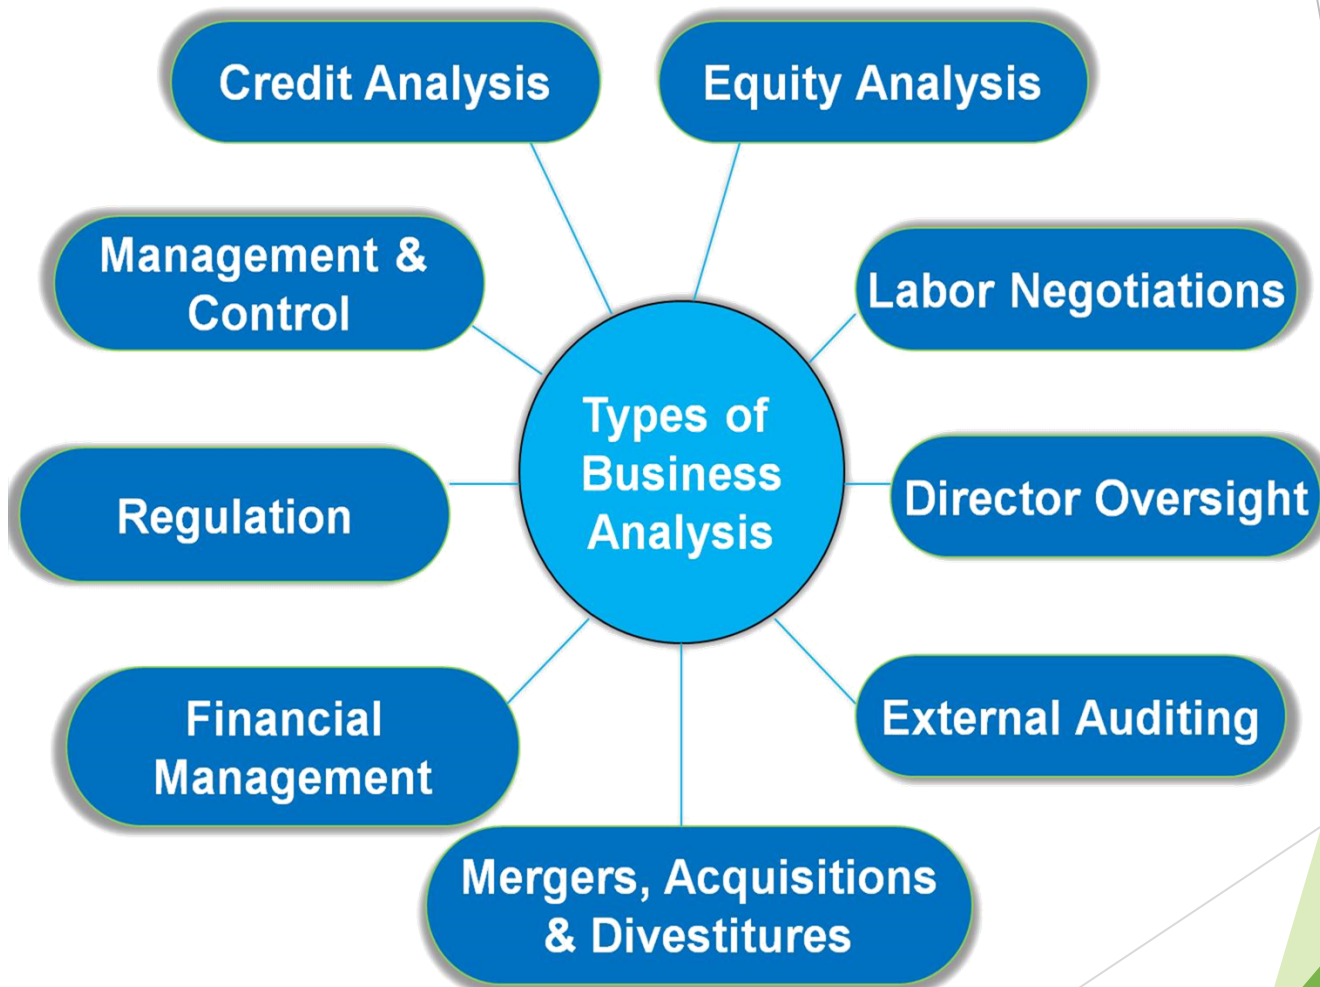 Credit Analysis
Equity Analysis
Management &
Control
Labor Negotiations
Types of
Business
Analysis
Regulation
Director Oversight
Financial
Management
External Auditing
Mergers, Acquisitions
& Divestitures